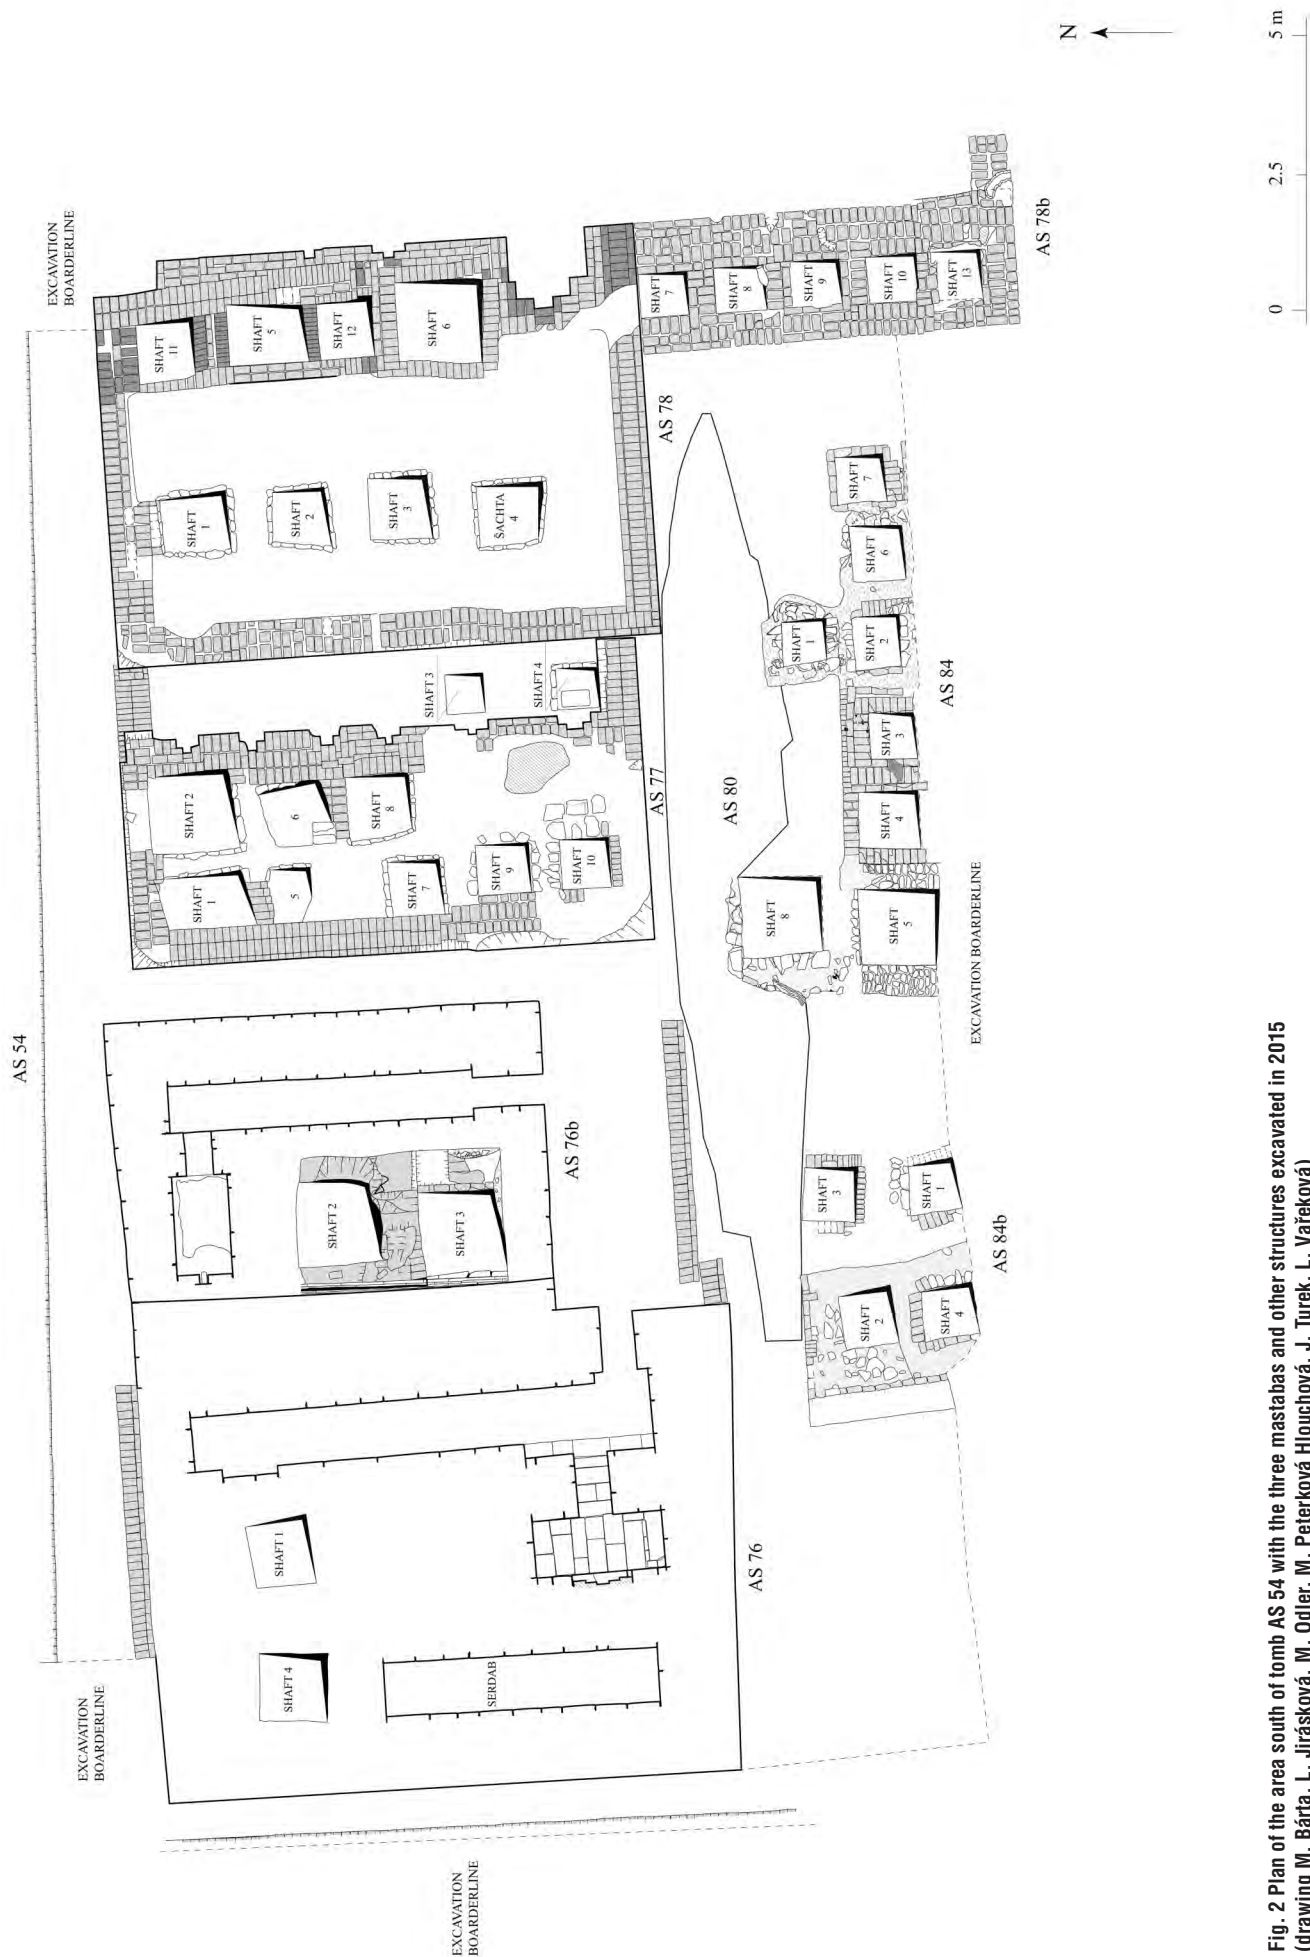 AS 54
EXCAVATION
BOARDERLINE
EXCAVATION
BOARDERLINE
EXCAVATION
BOARDERLINE
SHAFT 4
SHAFT 1
SERDAB
AS 76
SHAFT 2
SHAFT 3
AS 76b
SHAFT
1
SHAFT 2
5
6
SHAFT
7
SHAFT
8
SHAFT 3
SHAFT
9
SHAFT 4
SHAFT
10
AS 77
SHAFT
1
SHAFT
2
SHAFT
3
ŠACHTA
4
SHAFT
11
SHAFT
5
SHAFT
12
SHAFT
6
AS 78
SHAFT
7
SHAFT
8
SHAFT
9
SHAFT
10
SHAFT
13
AS 78b
AS 80
SHAFT
8
SHAFT
1
SHAFT
5
SHAFT
4
SHAFT
3
SHAFT
2
SHAFT
6
SHAFT
7
AS 84
SHAFT
3
SHAFT
1
SHAFT
2
SHAFT
4
AS 84b
EXCAVATION BOARDERLINE
N
0
2.5
5 m
Fig. 2 Plan of the area south of tomb AS 54 with the three mastabas and other structures excavated in 2015
(drawing M. Bárta, L. Jirásková, M. Odler, M. Peterková Hlouchová, J. Turek, L. Vařeková)